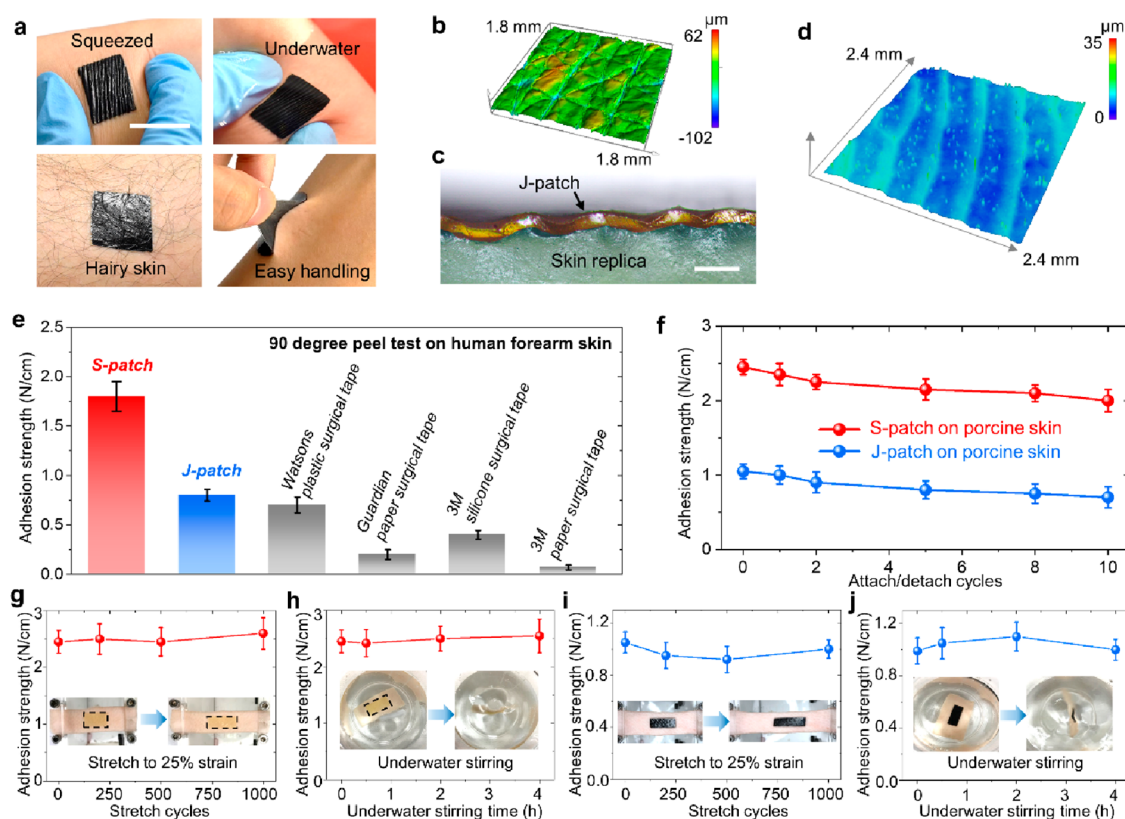 a
Squeezed
Underwater
Hairy skin
Easy handling
b
1.8 mm
1.8 mm
µm
62
-102
c
J-patch
Skin replica
d
2.4 mm
2.4 mm
µm
35
0
e
90 degree peel test on human forearm skin
Adhesion strength (N/cm)
2.5
2.0
1.5
1.0
0.5
0.0
S-patch
J-patch
Watsons
plastic surgical tape
Guardian
paper surgical tape
3M
silicone surgical tape
3M
paper surgical tape
f
Adhesion strength (N/cm)
3
2
1
0
S-patch on porcine skin
J-patch on porcine skin
0 2 4 6 8 10
Attach/detach cycles
g
Adhesion strength (N/cm)
3
2
1
0
Stretch to 25% strain
0 250 500 750 1000
Stretch cycles
h
Adhesion strength (N/cm)
3
2
1
0
Underwater stirring
0 1 2 3 4
Underwater stirring time (h)
i
Adhesion strength (N/cm)
1.2
0.8
0.4
0.0
Stretch to 25% strain
0 250 500 750 1000
Stretch cycles
j
Adhesion strength (N/cm)
1.2
0.8
0.4
0.0
Underwater stirring
0 1 2 3 4
Underwater stirring time (h)